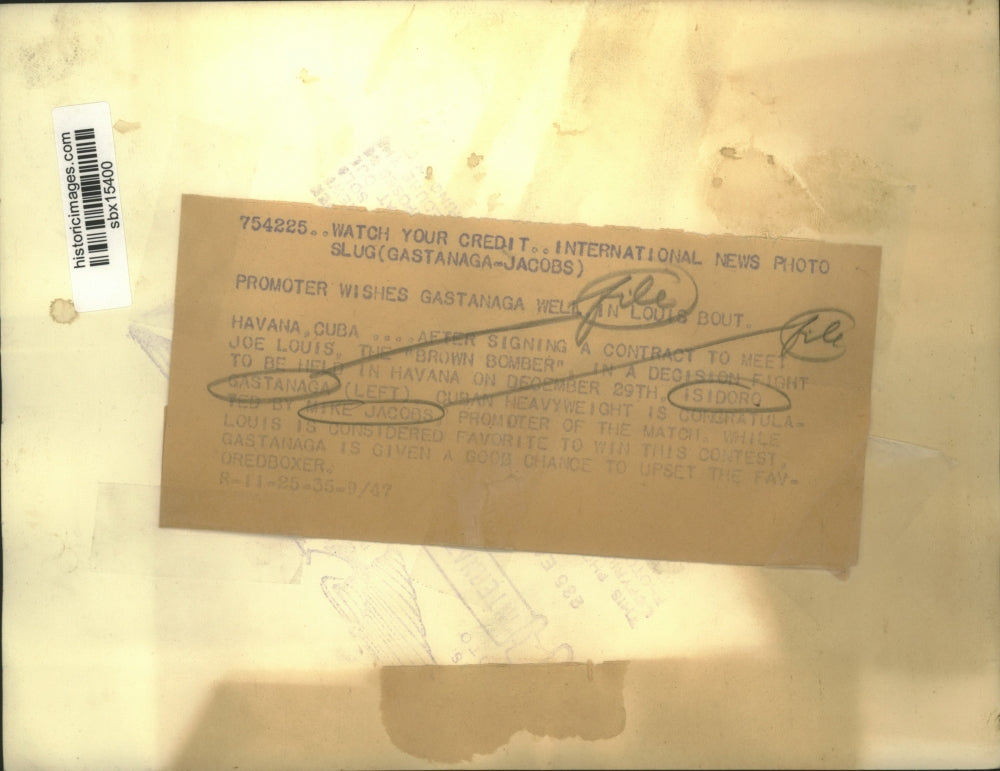 historicimages.com
sbx15400
754225..WATCH YOUR CREDIT..INTERNATIONAL NEWS PHOTO
SLUG(GASTANAGA-JACOBS)
PROMOTER WISHES GASTANAGA WELL IN LOUIS BOUT.
file
file
HAVANA, CUBA ....AFTER SIGNING A CONTRACT TO MEET
JOE LOUIS, THE "BROWN BOMBER", IN A DECISION FIGHT
TO BE HELD IN HAVANA ON DECEMBER 29TH, ISIDORO
GASTANAGA (LEFT) CUBAN HEAVYWEIGHT IS CONGRATULA-
TED BY MIKE JACOBS, PROMOTER OF THE MATCH. WHILE
LOUIS IS CONSIDERED FAVORITE TO WIN THIS CONTEST,
GASTANAGA IS GIVEN A GOOD CHANCE TO UPSET THE FAV-
OREDBOXER.
R-11-25-35-9/47